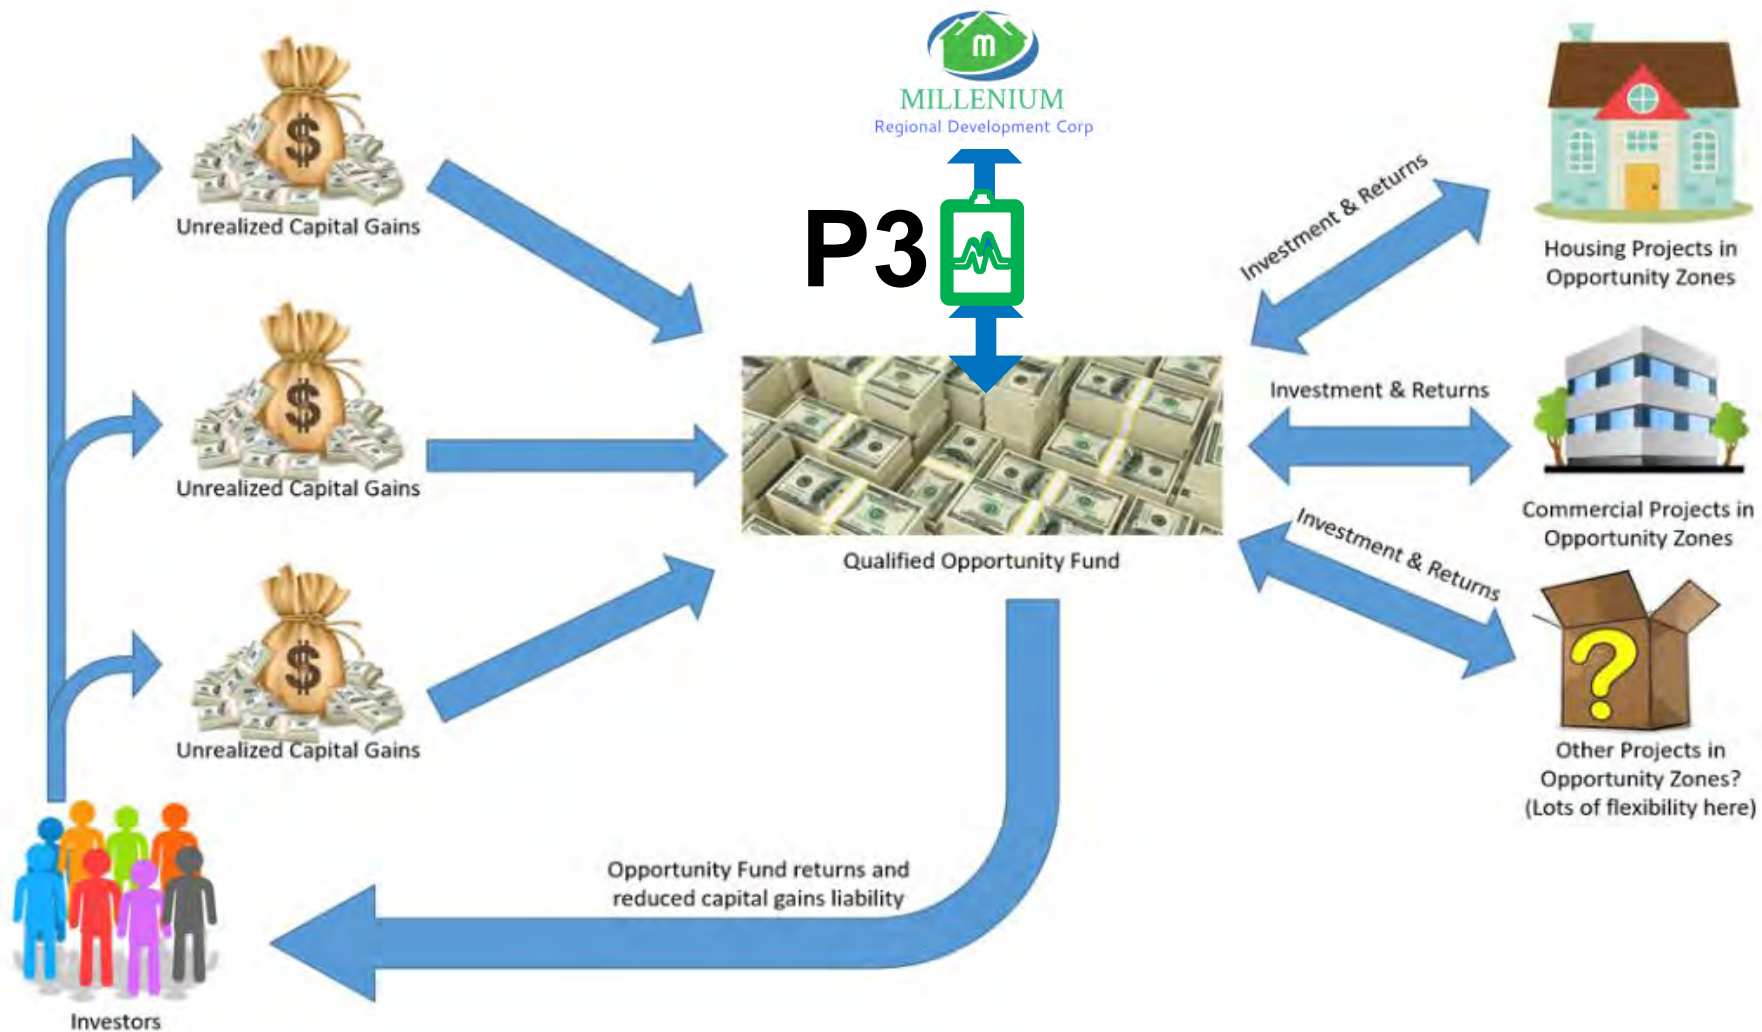 m
MILLENIUM
Regional Development Corp
P3
$
Unrealized Capital Gains
$
Unrealized Capital Gains
$
Unrealized Capital Gains
Investors
Qualified Opportunity Fund
Opportunity Fund returns and
reduced capital gains liability
Investment & Returns
Housing Projects in
Opportunity Zones
Investment & Returns
Commercial Projects in
Opportunity Zones
Investment & Returns
?
Other Projects in
Opportunity Zones?
(Lots of flexibility here)